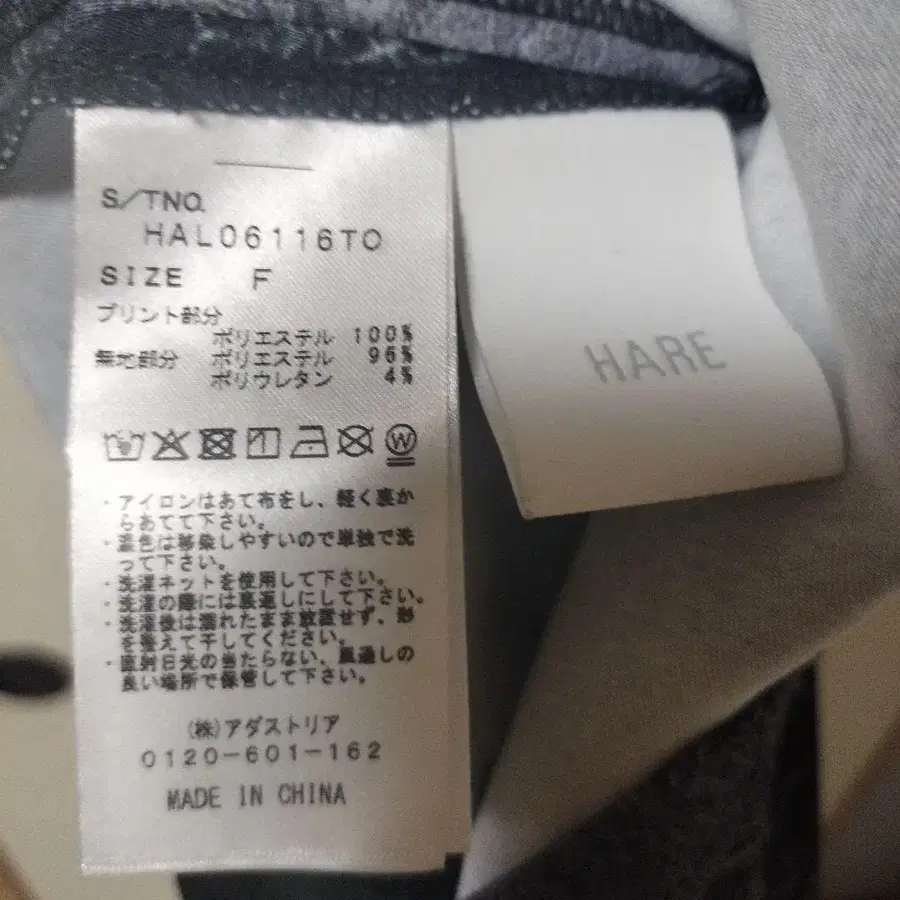 S/TNO.
HAL06116TO
SIZE F
プリント部分
ポリエステル 100%
無地部分 ポリエステル 96%
ポリウレタン 4%
W
・アイロンはあて布をし、軽く裏か
らあてて下さい。
・濃色は移染しやすいので単独で洗
って下さい。
・洗濯ネットを使用して下さい。
・洗濯の際には裏返しにして下さい。
・洗濯後は濡れたまま放置せず、形
を整えて干してください。
・直射日光の当たらない、風通しの
良い場所で保管して下さい。
(株)アダストリア
0120-601-162
MADE IN CHINA
HARE